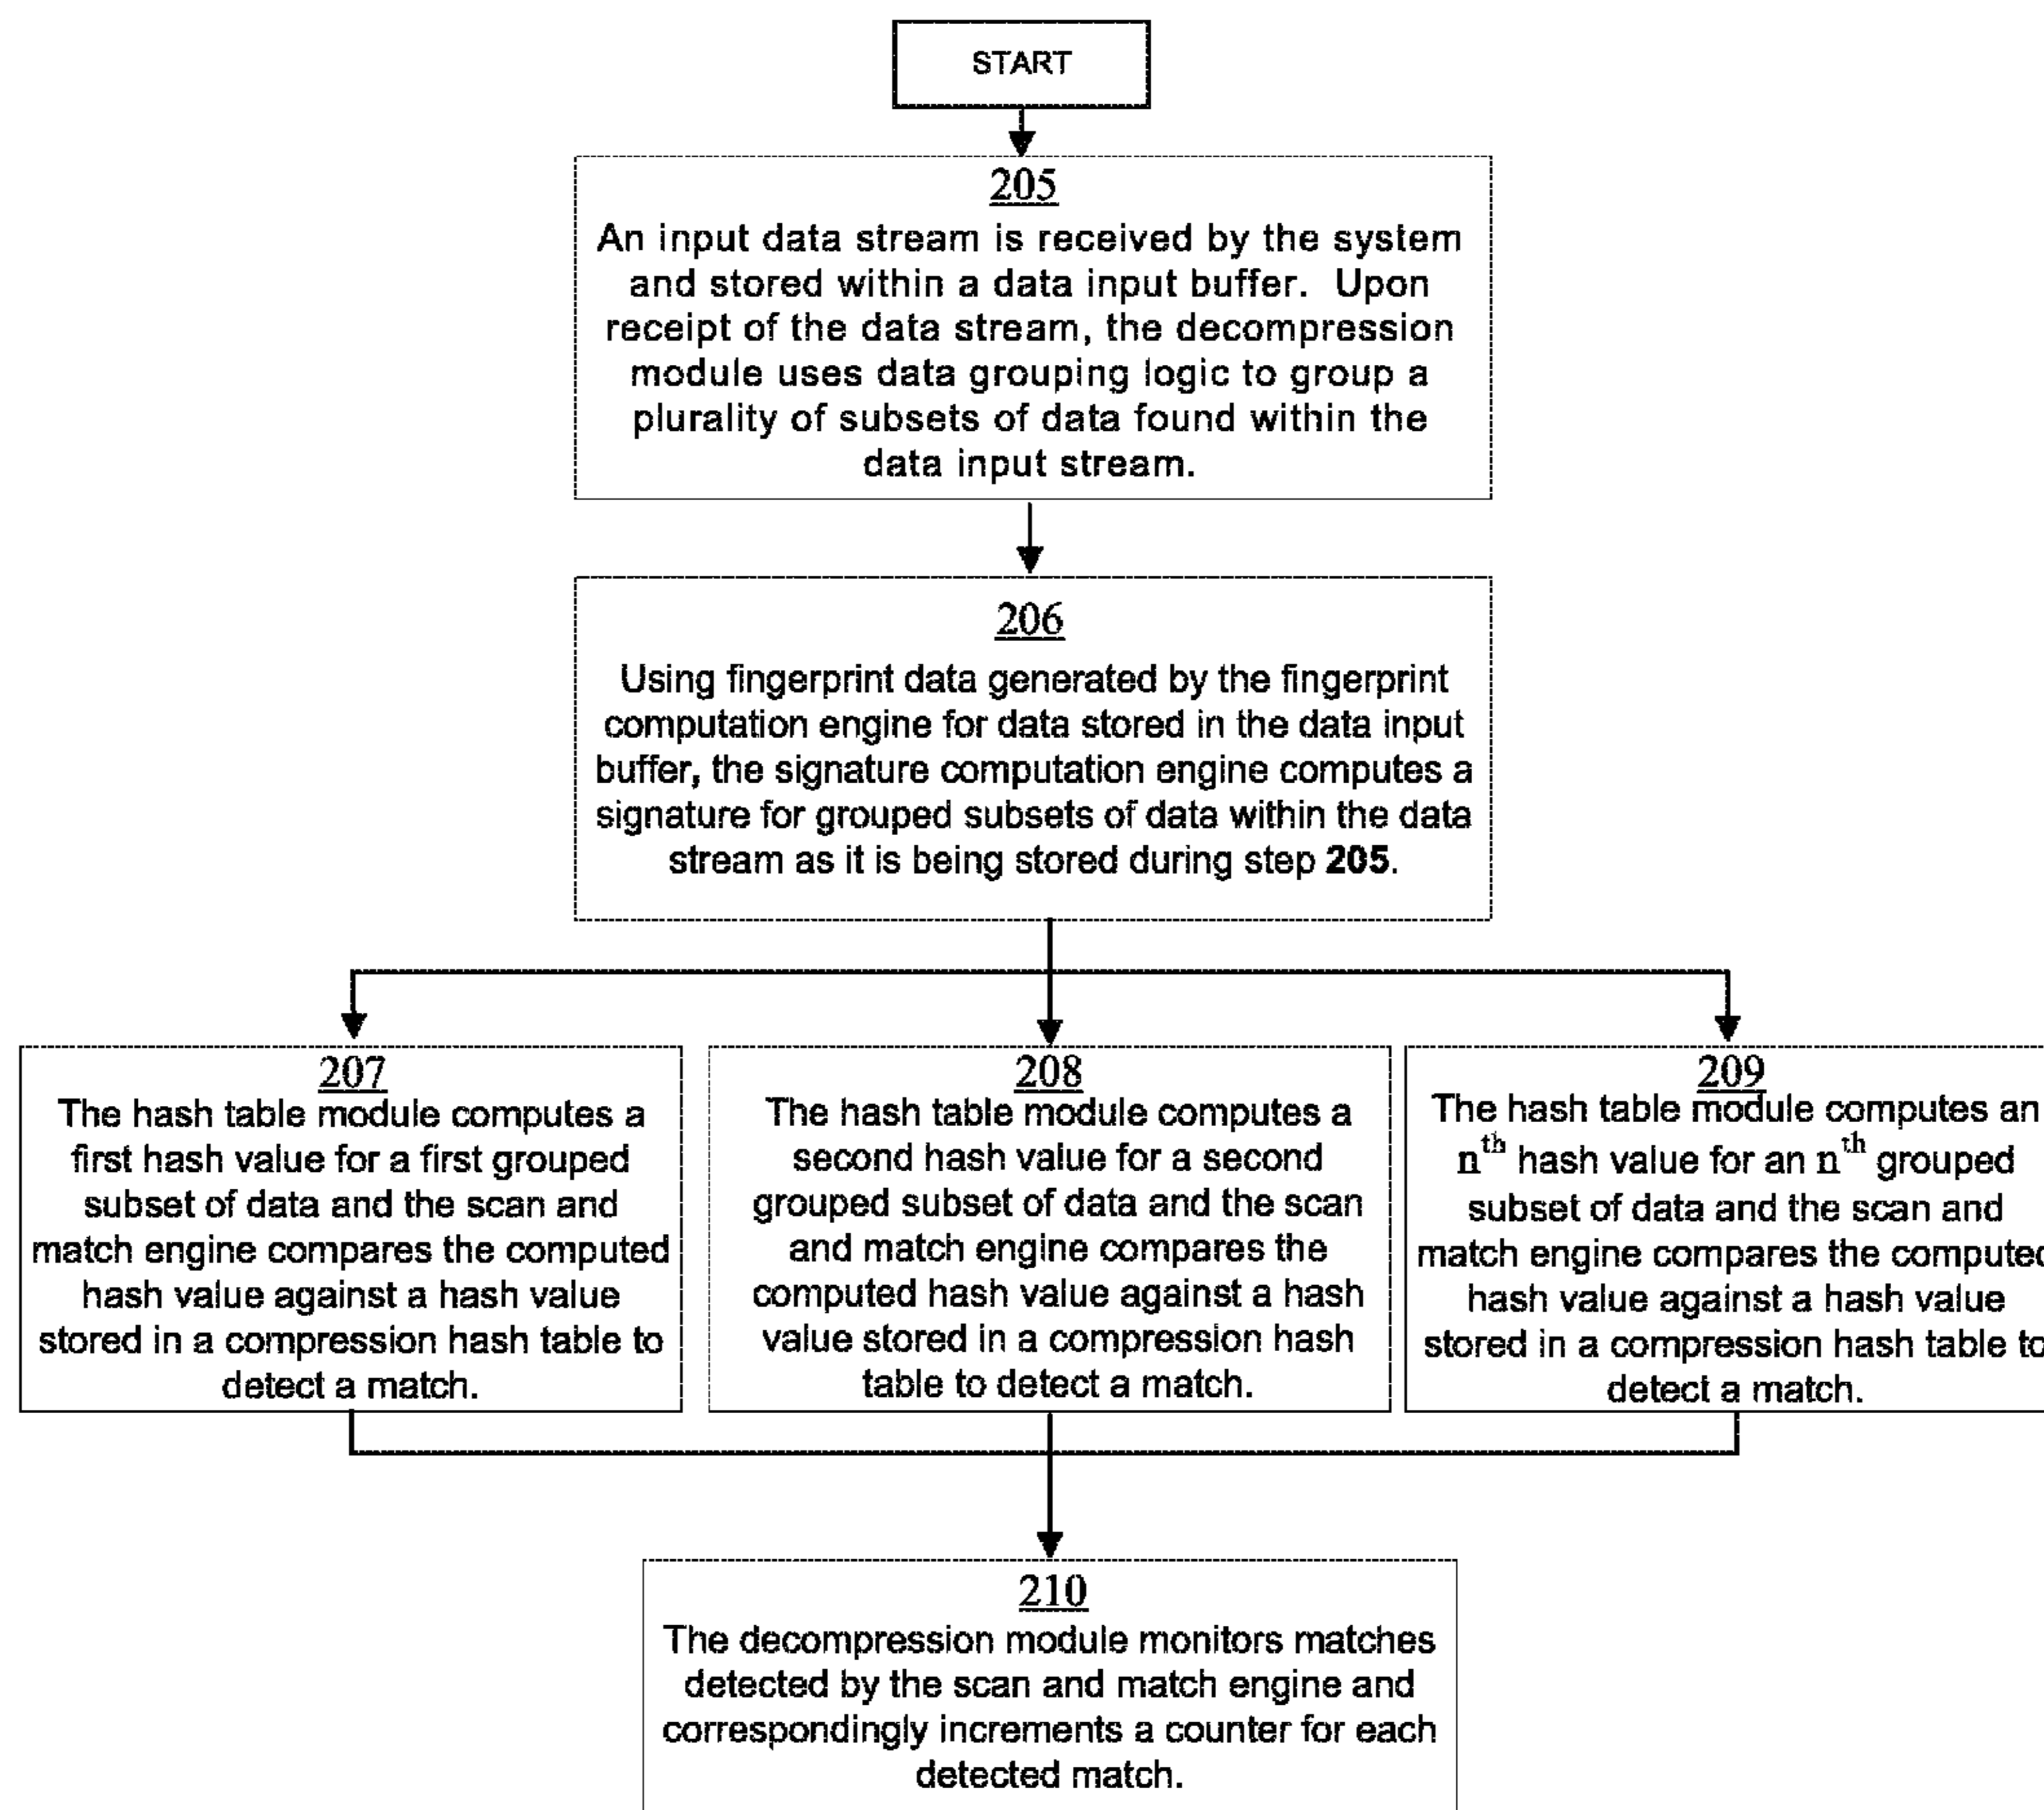 START
205
An input data stream is received by the system
and stored within a data input buffer. Upon
receipt of the data stream, the decompression
module uses data grouping logic to group a
plurality of subsets of data found within the
data input stream.
206
Using fingerprint data generated by the fingerprint
computation engine for data stored in the data input
buffer, the signature computation engine computes a
signature for grouped subsets of data within the data
stream as it is being stored during step 205.
207
The hash table module computes a
first hash value for a first grouped
subset of data and the scan and
match engine compares the computed
hash value against a hash value
stored in a compression hash table to
detect a match.
208
The hash table module computes a
second hash value for a second
grouped subset of data and the scan
and match engine compares the
computed hash value against a hash
value stored in a compression hash
table to detect a match.
209
The hash table module computes an
nth hash value for an nth grouped
subset of data and the scan and
match engine compares the computed
hash value against a hash value
stored in a compression hash table to
detect a match.
210
The decompression module monitors matches
detected by the scan and match engine and
correspondingly increments a counter for each
detected match.